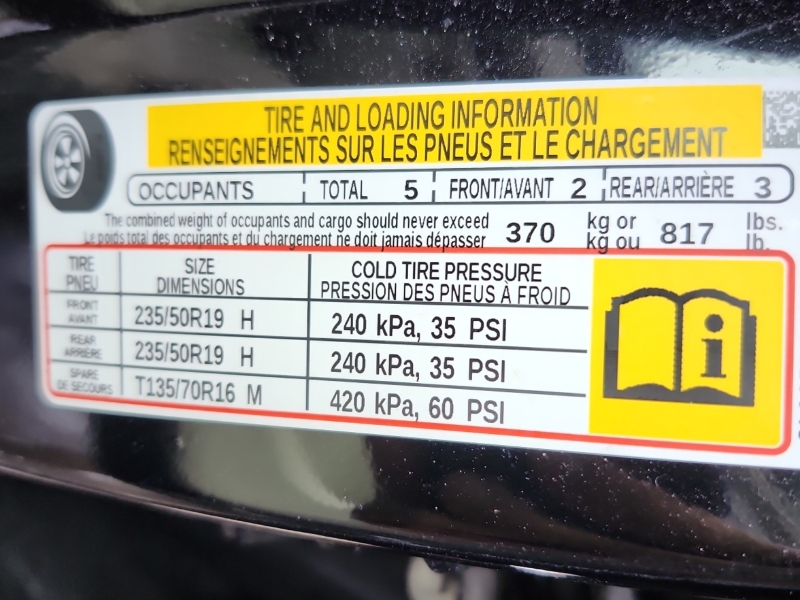 TIRE AND LOADING INFORMATION
RENSEIGNEMENTS SUR LES PNEUS ET LE CHARGEMENT
OCCUPANTS TOTAL 5 FRONT/AVANT 2 REAR/ARRIÈRE 3
The combined weight of occupants and cargo should never exceed 370 kg or 817 lbs.
Le poids total des occupants et du chargement ne doit jamais dépasser kg ou lb.
TIRE SIZE COLD TIRE PRESSURE
PNEU DIMENSIONS PRESSION DES PNEUS À FROID
FRONT AVANT 235/50R19 H 240 kPa, 35 PSI
REAR ARRIÈRE 235/50R19 H 240 kPa, 35 PSI
SPARE DE SECOURS T135/70R16 M 420 kPa, 60 PSI
i